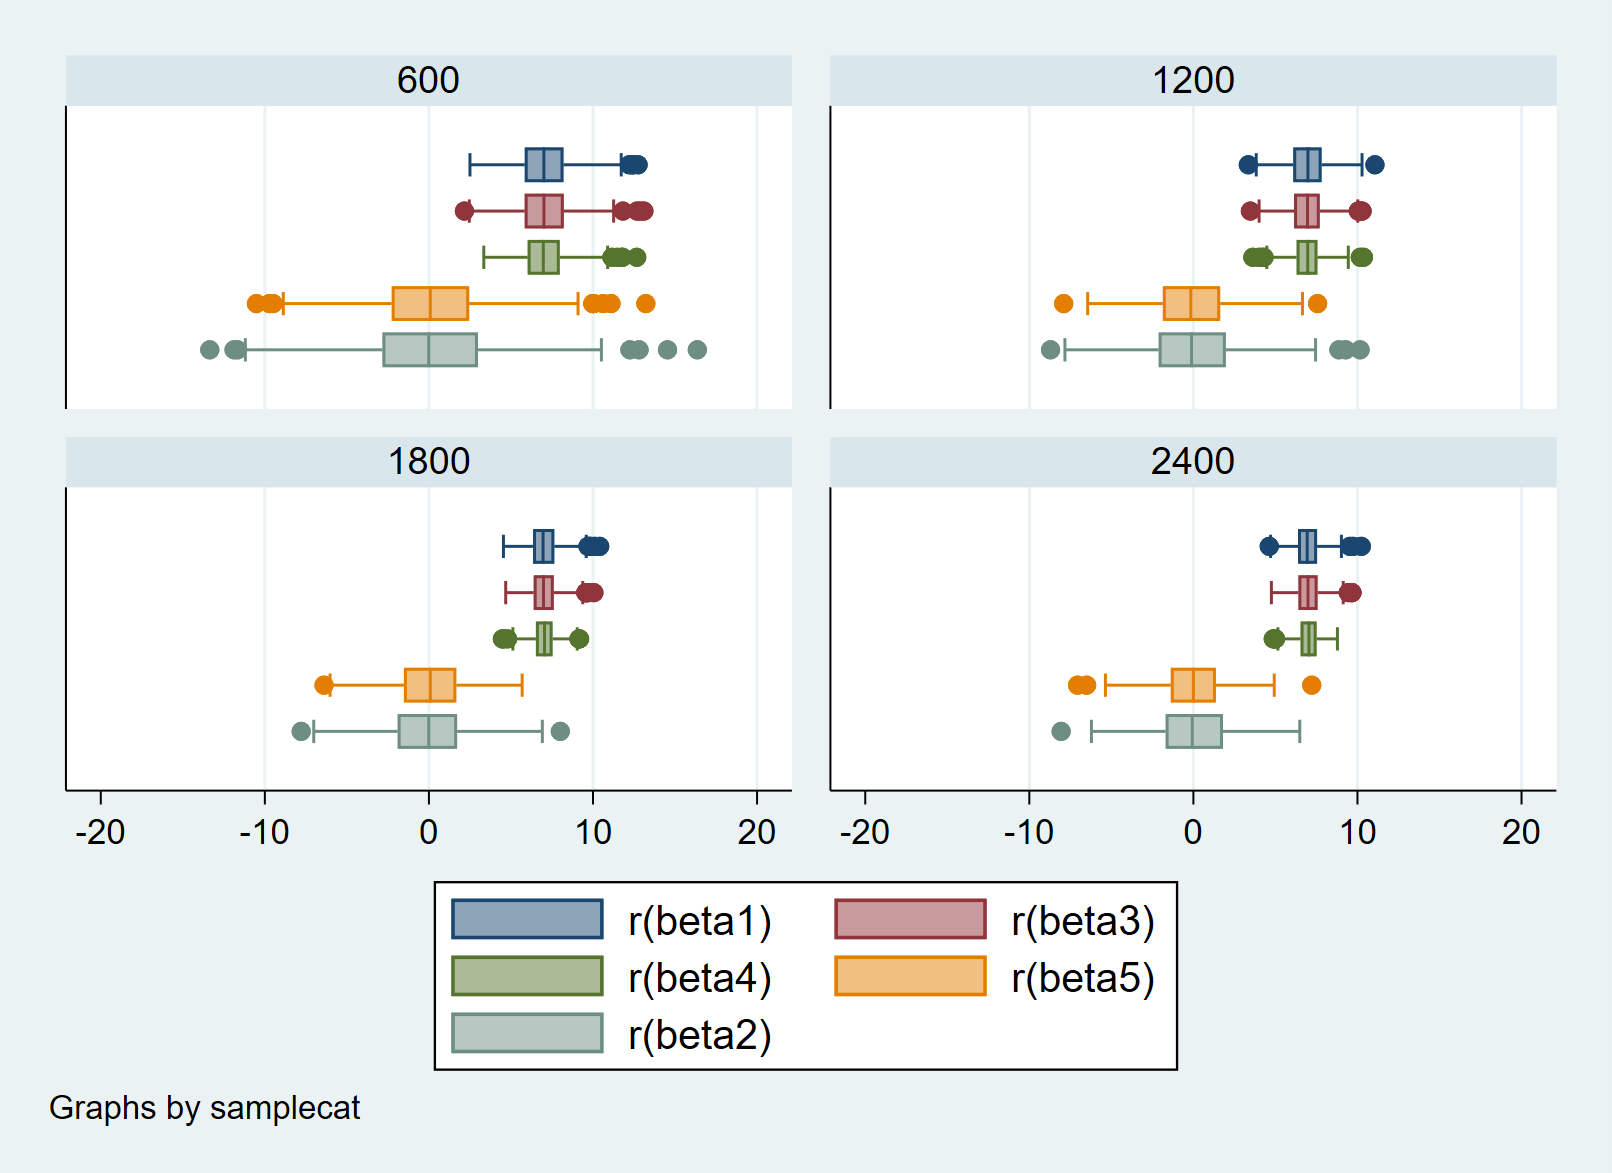 600
1200
1800
2400
-20 -10 0 10 20
-20 -10 0 10 20
r(beta1) r(beta3)
r(beta4) r(beta5)
r(beta2)
Graphs by samplecat